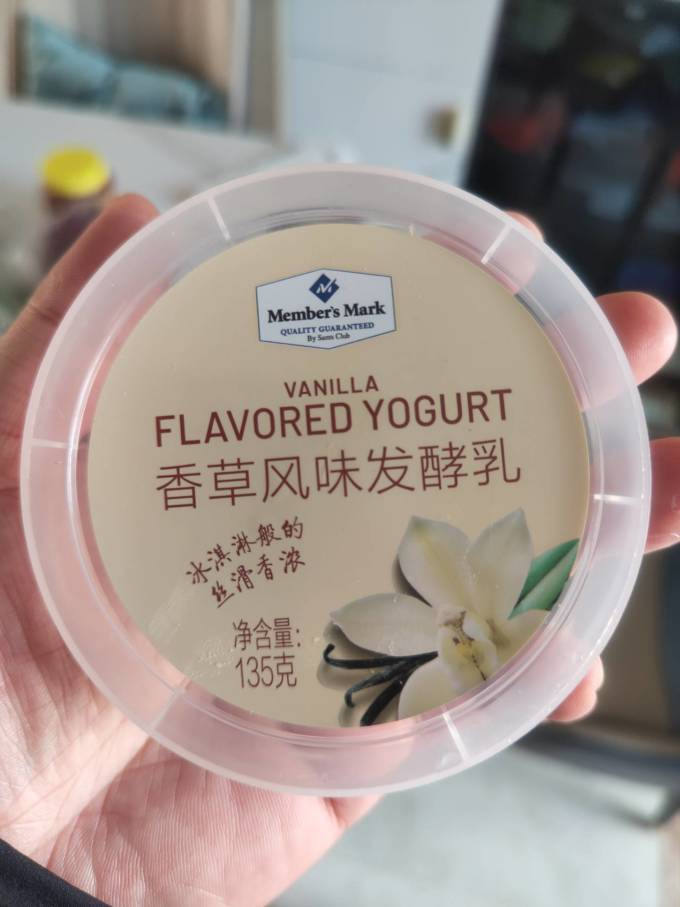 Member's Mark
QUALITY GUARANTEED
By Sam's Club
VANILLA
FLAVORED YOGURT
香草风味发酵乳
冰淇淋般的
丝滑香浓
净含量:
135克